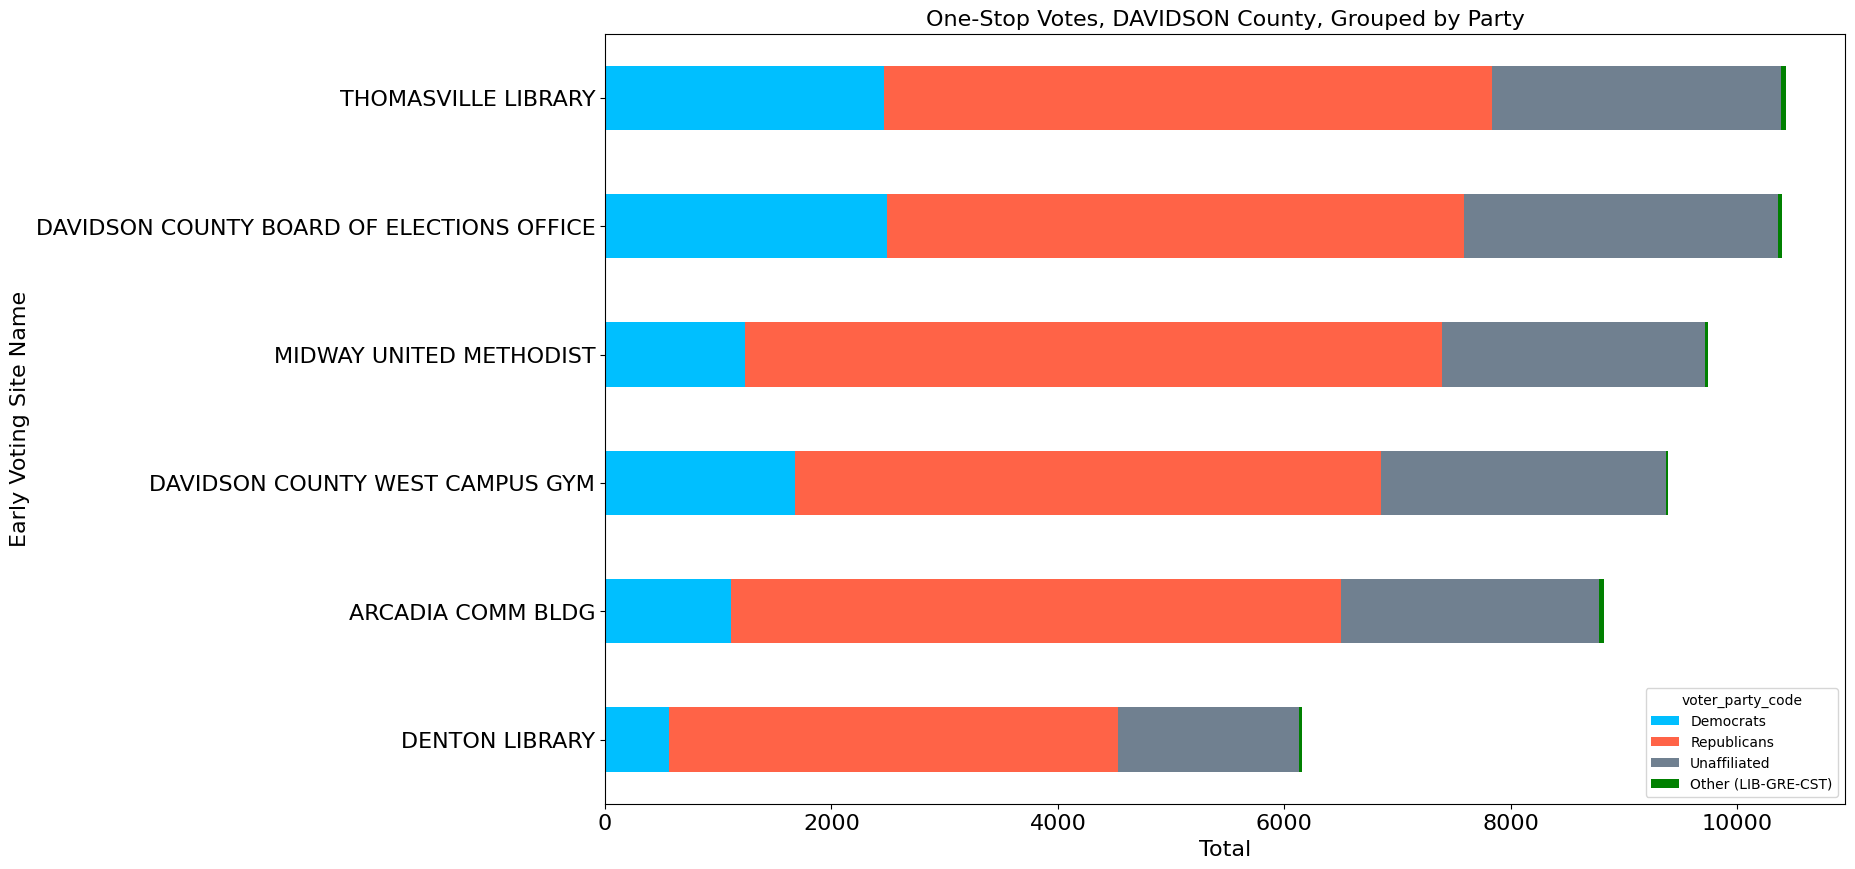 One-Stop Votes, DAVIDSON County, Grouped by Party
Early Voting Site Name
THOMASVILLE LIBRARY
DAVIDSON COUNTY BOARD OF ELECTIONS OFFICE
MIDWAY UNITED METHODIST
DAVIDSON COUNTY WEST CAMPUS GYM
ARCADIA COMM BLDG
DENTON LIBRARY
voter_party_code
Democrats
Republicans
Unaffiliated
Other (LIB-GRE-CST)
0 2000 4000 6000 8000 10000
Total